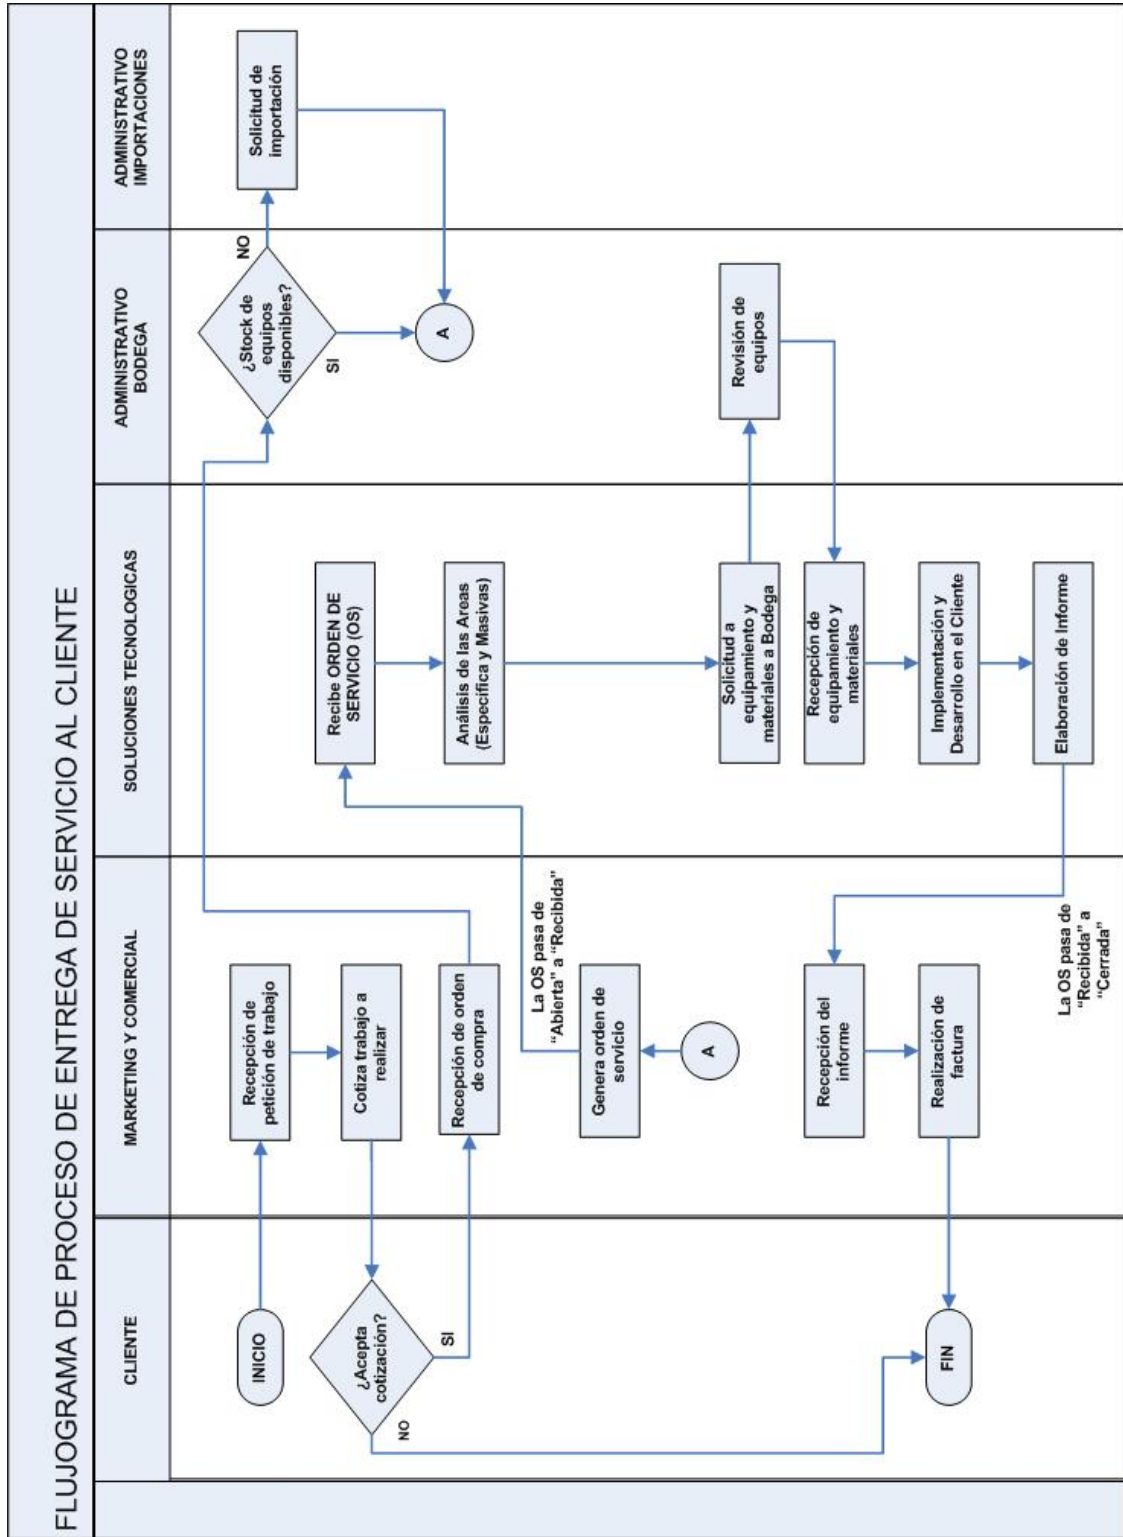 FLUJOGRAMA DE PROCESO DE ENTREGA DE SERVICIO AL CLIENTE
CLIENTE
MARKETING Y COMERCIAL
SOLUCIONES TECNOLOGICAS
ADMINISTRATIVO
BODEGA
ADMINISTRATIVO
IMPORTACIONES
INICIO
Recepción de
petición de trabajo
¿Stock de
equipos
disponibles?
NO
SI
Solicitud de
importación
¿Acepta
cotización?
NO
SI
Cotiza trabajo a
realizar
Recibe ORDEN DE
SERVICIO (OS)
Recepción de orden
de compra
Análisis de las Areas
(Especifica y Masivas)
A
La OS pasa de
“Abierta” a “Recibida”
Genera orden de
servicio
A
Solicitud a
equipamiento y
materiales a Bodega
Revisión de
equipos
Recepción del
informe
Recepción de
equipamiento y
materiales
FIN
Realización de
factura
Implementación y
Desarrollo en el Cliente
La OS pasa de
“Recibida” a
“Cerrada”
Elaboración de Informe